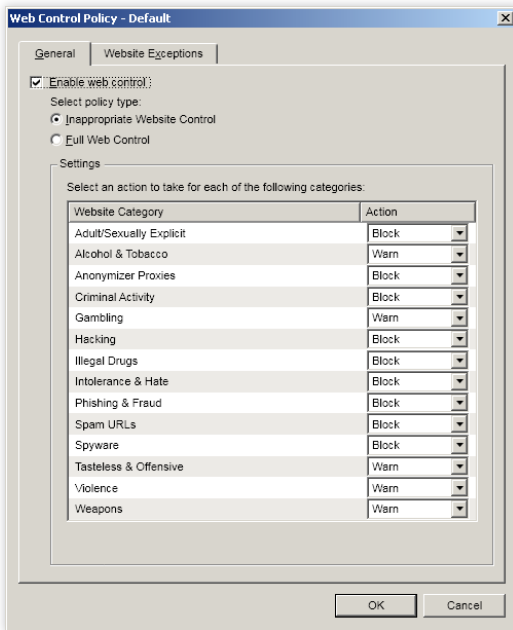 Web Control Policy - Default
General Website Exceptions
Enable web control
Select policy type:
Inappropriate Website Control
Full Web Control
Settings
Select an action to take for each of the following categories:
Website Category Action
Adult/Sexually Explicit Block
Alcohol & Tobacco Warn
Anonymizer Proxies Block
Criminal Activity Block
Gambling Warn
Hacking Block
Illegal Drugs Block
Intolerance & Hate Block
Phishing & Fraud Block
Spam URLs Block
Spyware Block
Tasteless & Offensive Warn
Violence Warn
Weapons Warn
OK Cancel